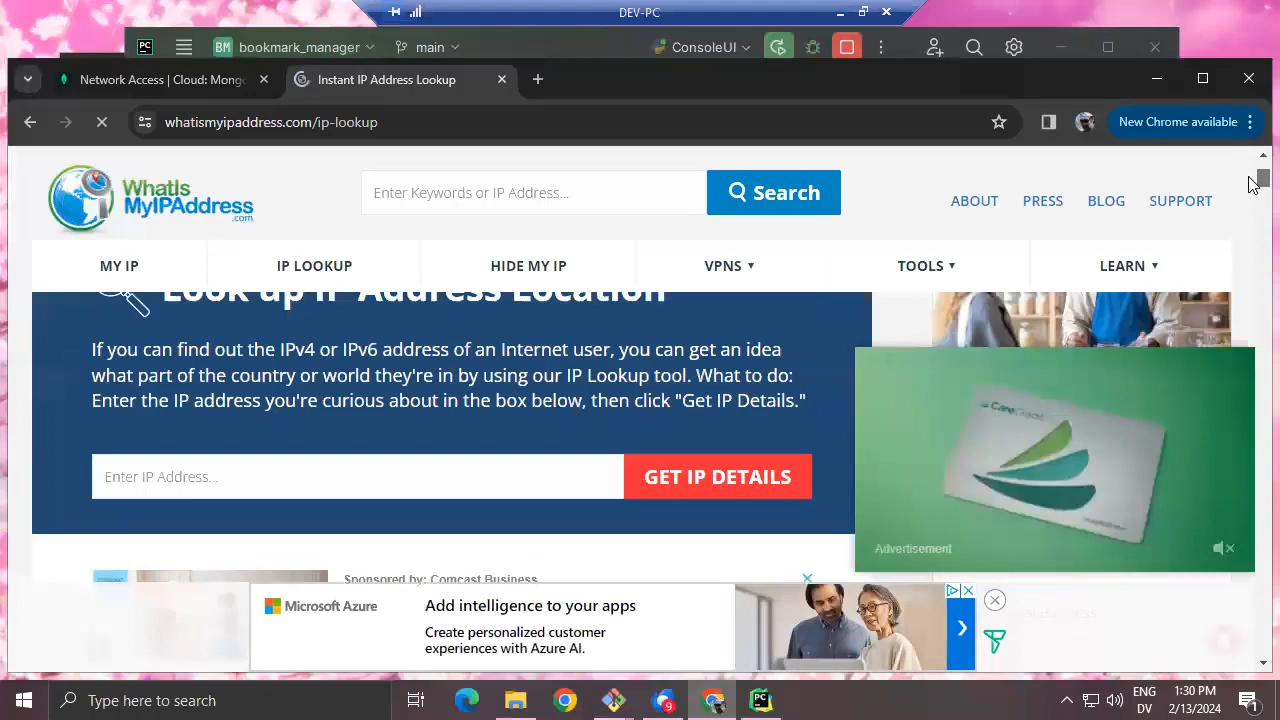 DEV-PC
PC
BM
bookmark_manager
main
ConsoleUI
Network Access | Cloud: Mong
Instant IP Address Lookup
whatismyipaddress.com/ip-lookup
New Chrome available
WhatIs
MyIPAddress
.com
Enter Keywords or IP Address...
Search
ABOUT
PRESS
BLOG
SUPPORT
MY IP
IP LOOKUP
HIDE MY IP
VPNS
TOOLS
LEARN
Look up IP Address Location
If you can find out the IPv4 or IPv6 address of an Internet user, you can get an idea
what part of the country or world they're in by using our IP Lookup tool. What to do:
Enter the IP address you're curious about in the box below, then click "Get IP Details."
Enter IP Address...
GET IP DETAILS
CareCredit
Advertisement
Sponsored by: Comcast Business
Microsoft Azure
Add intelligence to your apps
Create personalized customer
experiences with Azure AI.
Type here to search
9
PC
ENG
DV
1:30 PM
2/13/2024
1